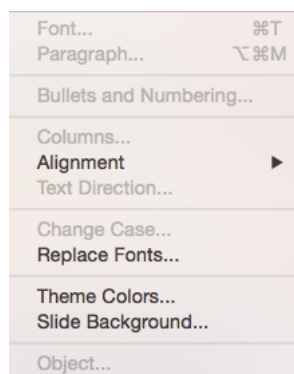 Font... ⌘T
Paragraph... ⌥⌘M
Bullets and Numbering...
Columns...
Alignment ▶
Text Direction...
Change Case...
Replace Fonts...
Theme Colors...
Slide Background...
Object...